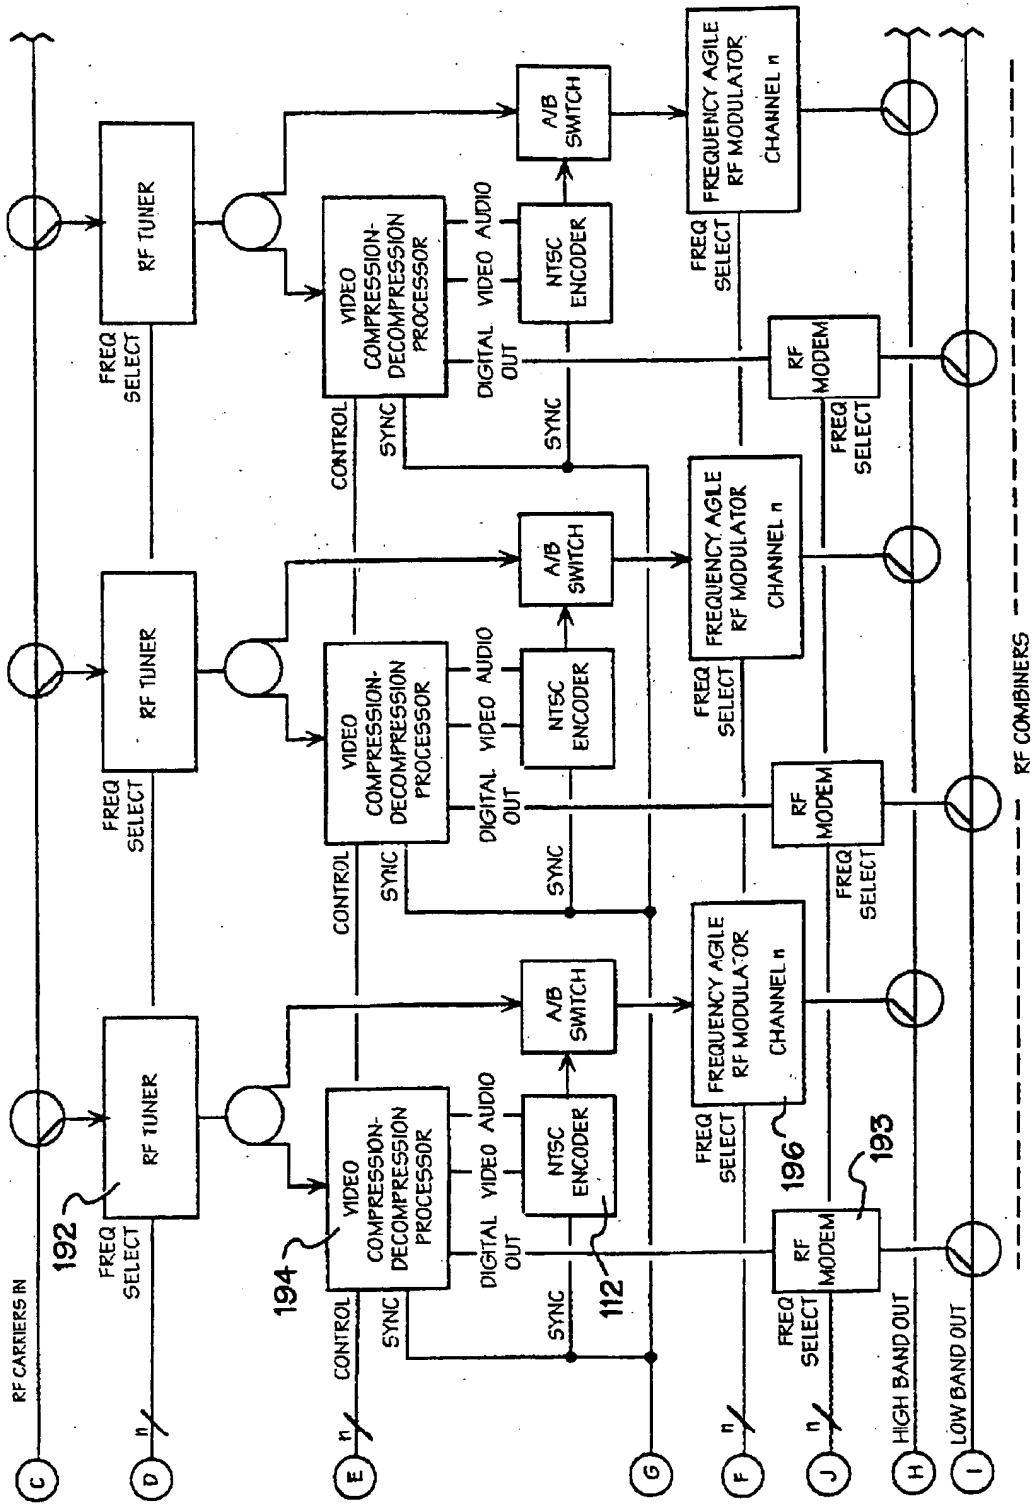 RF CARRIERS IN
C
192
RF TUNER
RF TUNER
RF TUNER
FREQ
SELECT
FREQ
SELECT
FREQ
SELECT
n
D
194
VIDEO
COMPRESSION-
DECOMPRESSION
PROCESSOR
VIDEO
COMPRESSION-
DECOMPRESSION
PROCESSOR
VIDEO
COMPRESSION-
DECOMPRESSION
PROCESSOR
CONTROL
CONTROL
CONTROL
n
E
SYNC
SYNC
SYNC
DIGITAL
OUT
VIDEO
AUDIO
DIGITAL
OUT
VIDEO
AUDIO
DIGITAL
OUT
VIDEO
AUDIO
SYNC
NTSC
ENCODER
A/B
SWITCH
SYNC
NTSC
ENCODER
A/B
SWITCH
SYNC
NTSC
ENCODER
A/B
SWITCH
112
G
FREQ
SELECT
FREQUENCY AGILE
RF MODULATOR
CHANNEL n
FREQ
SELECT
FREQUENCY AGILE
RF MODULATOR
CHANNEL n
FREQ
SELECT
FREQUENCY AGILE
RF MODULATOR
CHANNEL n
n
F
196
FREQ
SELECT
RF
MODEM
FREQ
SELECT
RF
MODEM
FREQ
SELECT
RF
MODEM
n
J
193
HIGH BAND OUT
H
LOW BAND OUT
I
RF COMBINERS